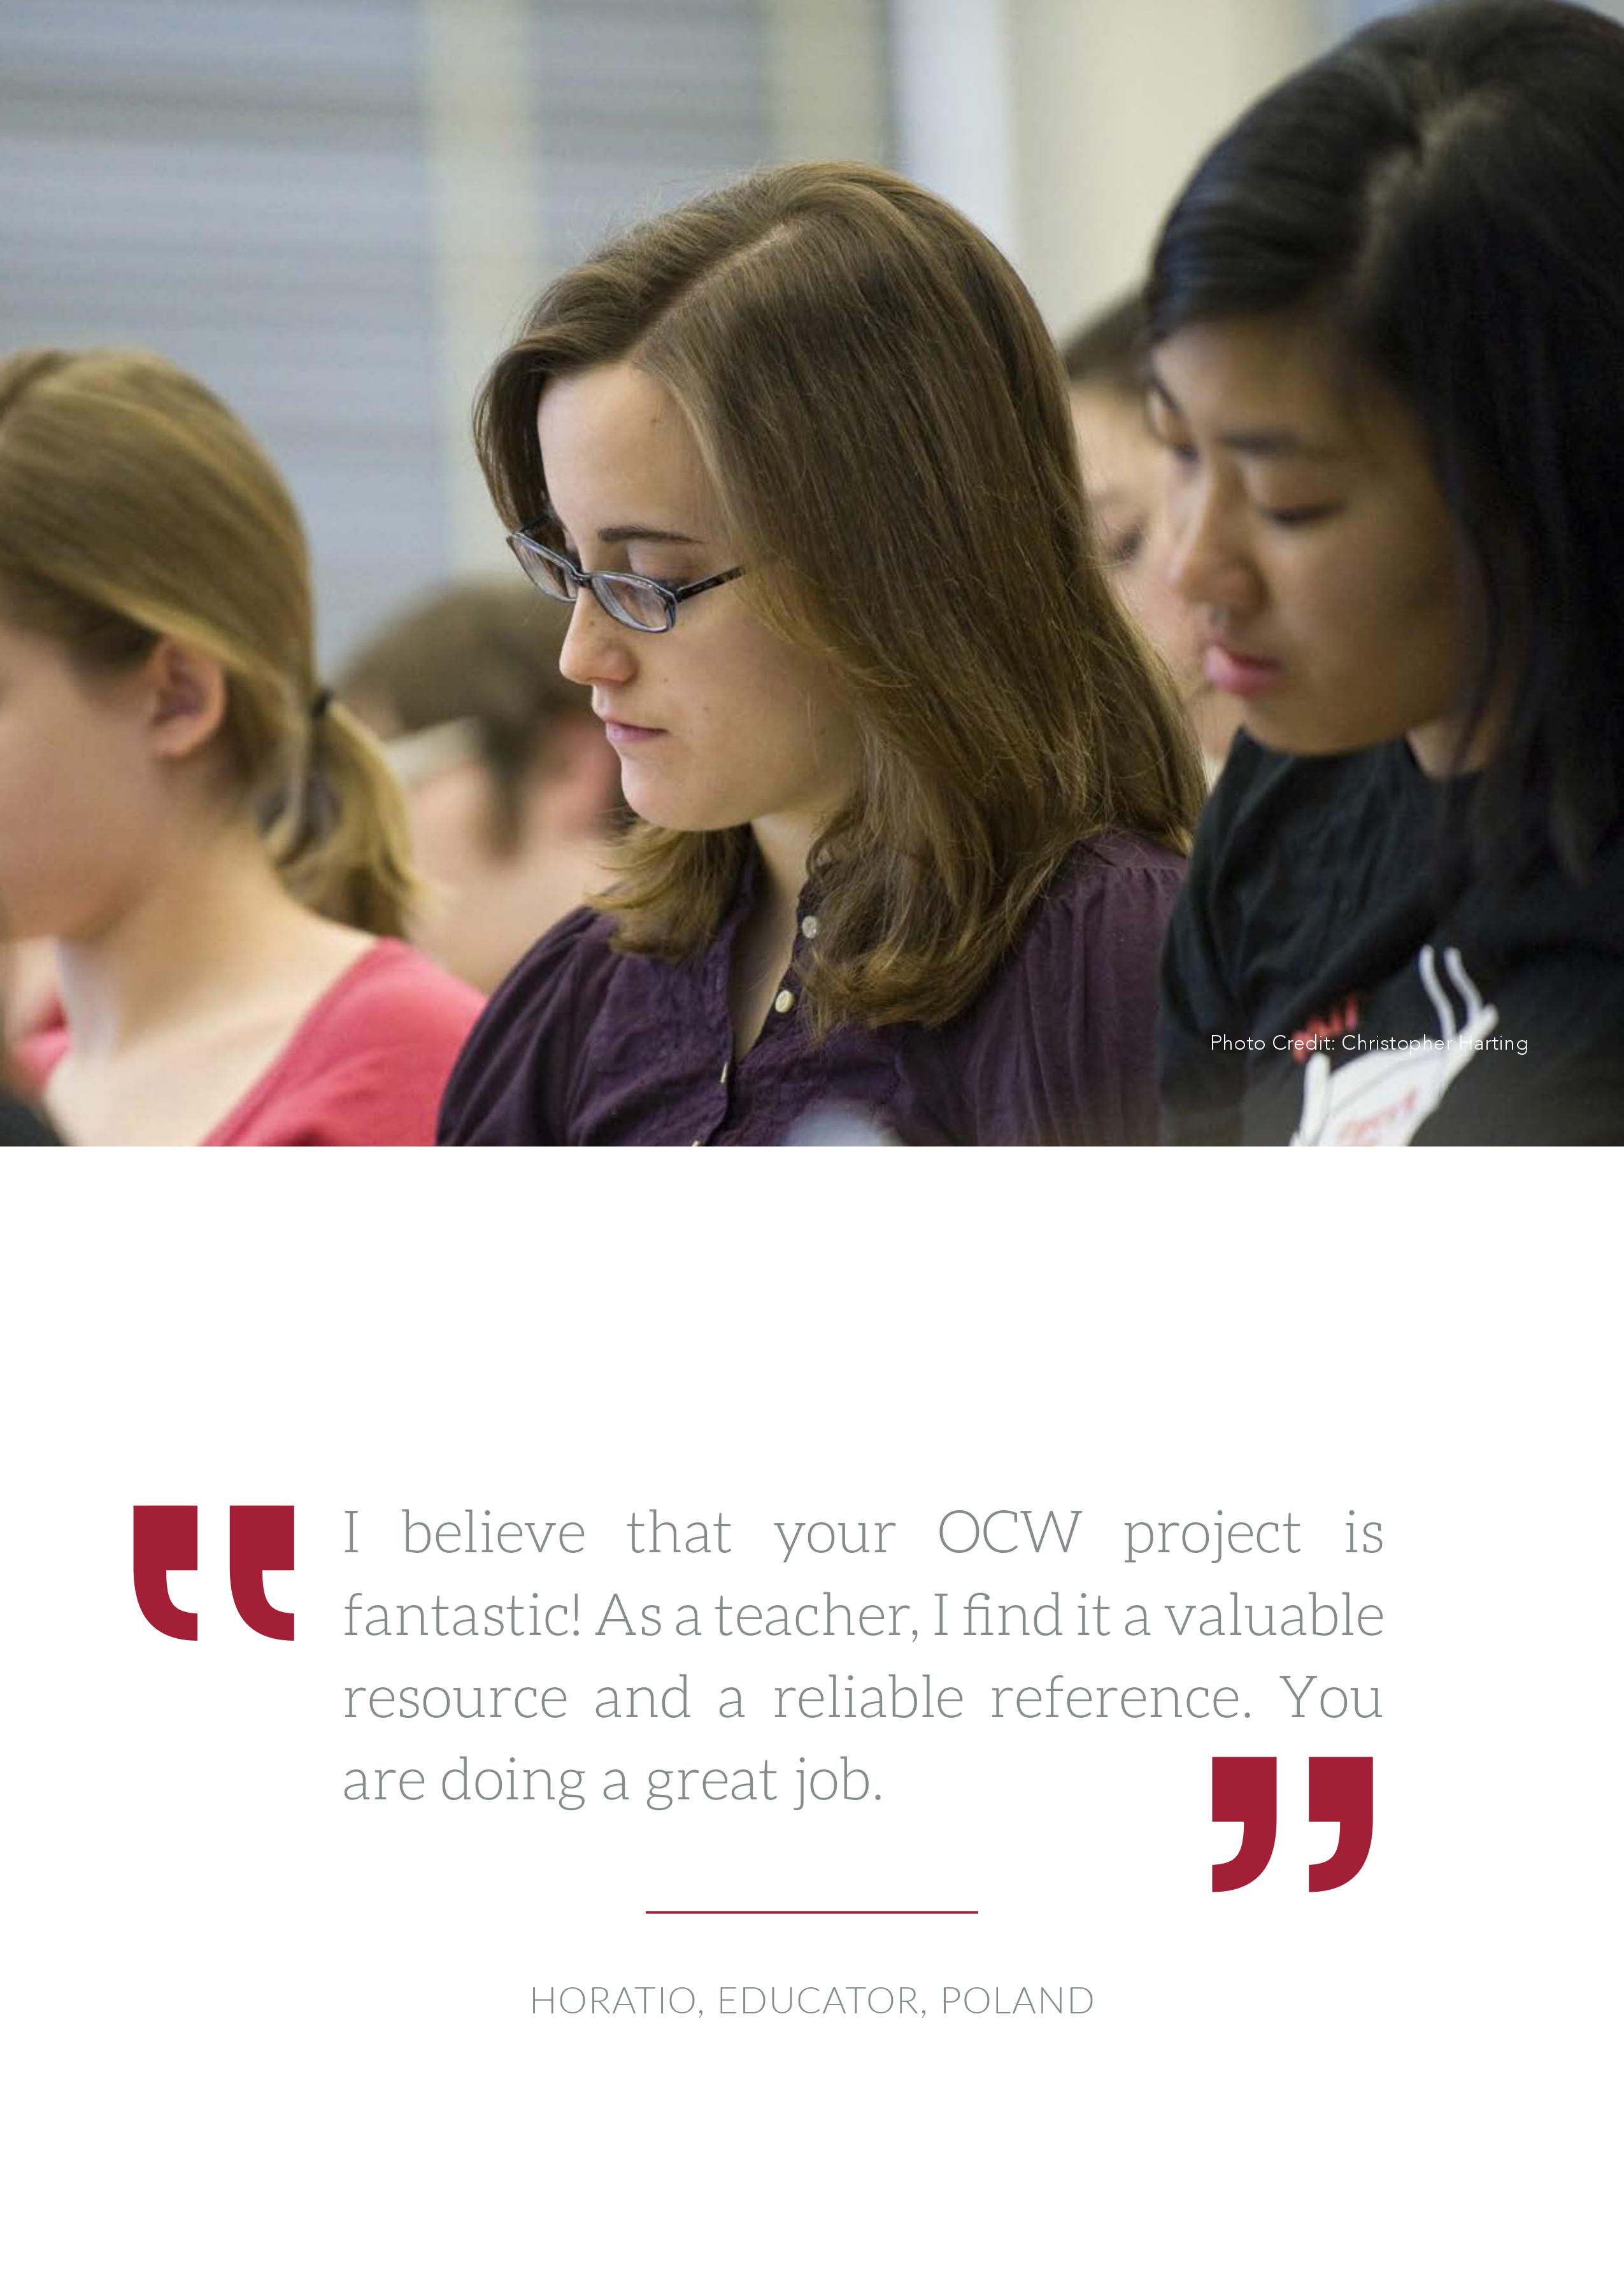 Photo Credit: Christopher Harting
I believe that your OCW project is
fantastic! As a teacher, I find it a valuable
resource and a reliable reference. You
are doing a great job.
HORATIO, EDUCATOR, POLAND